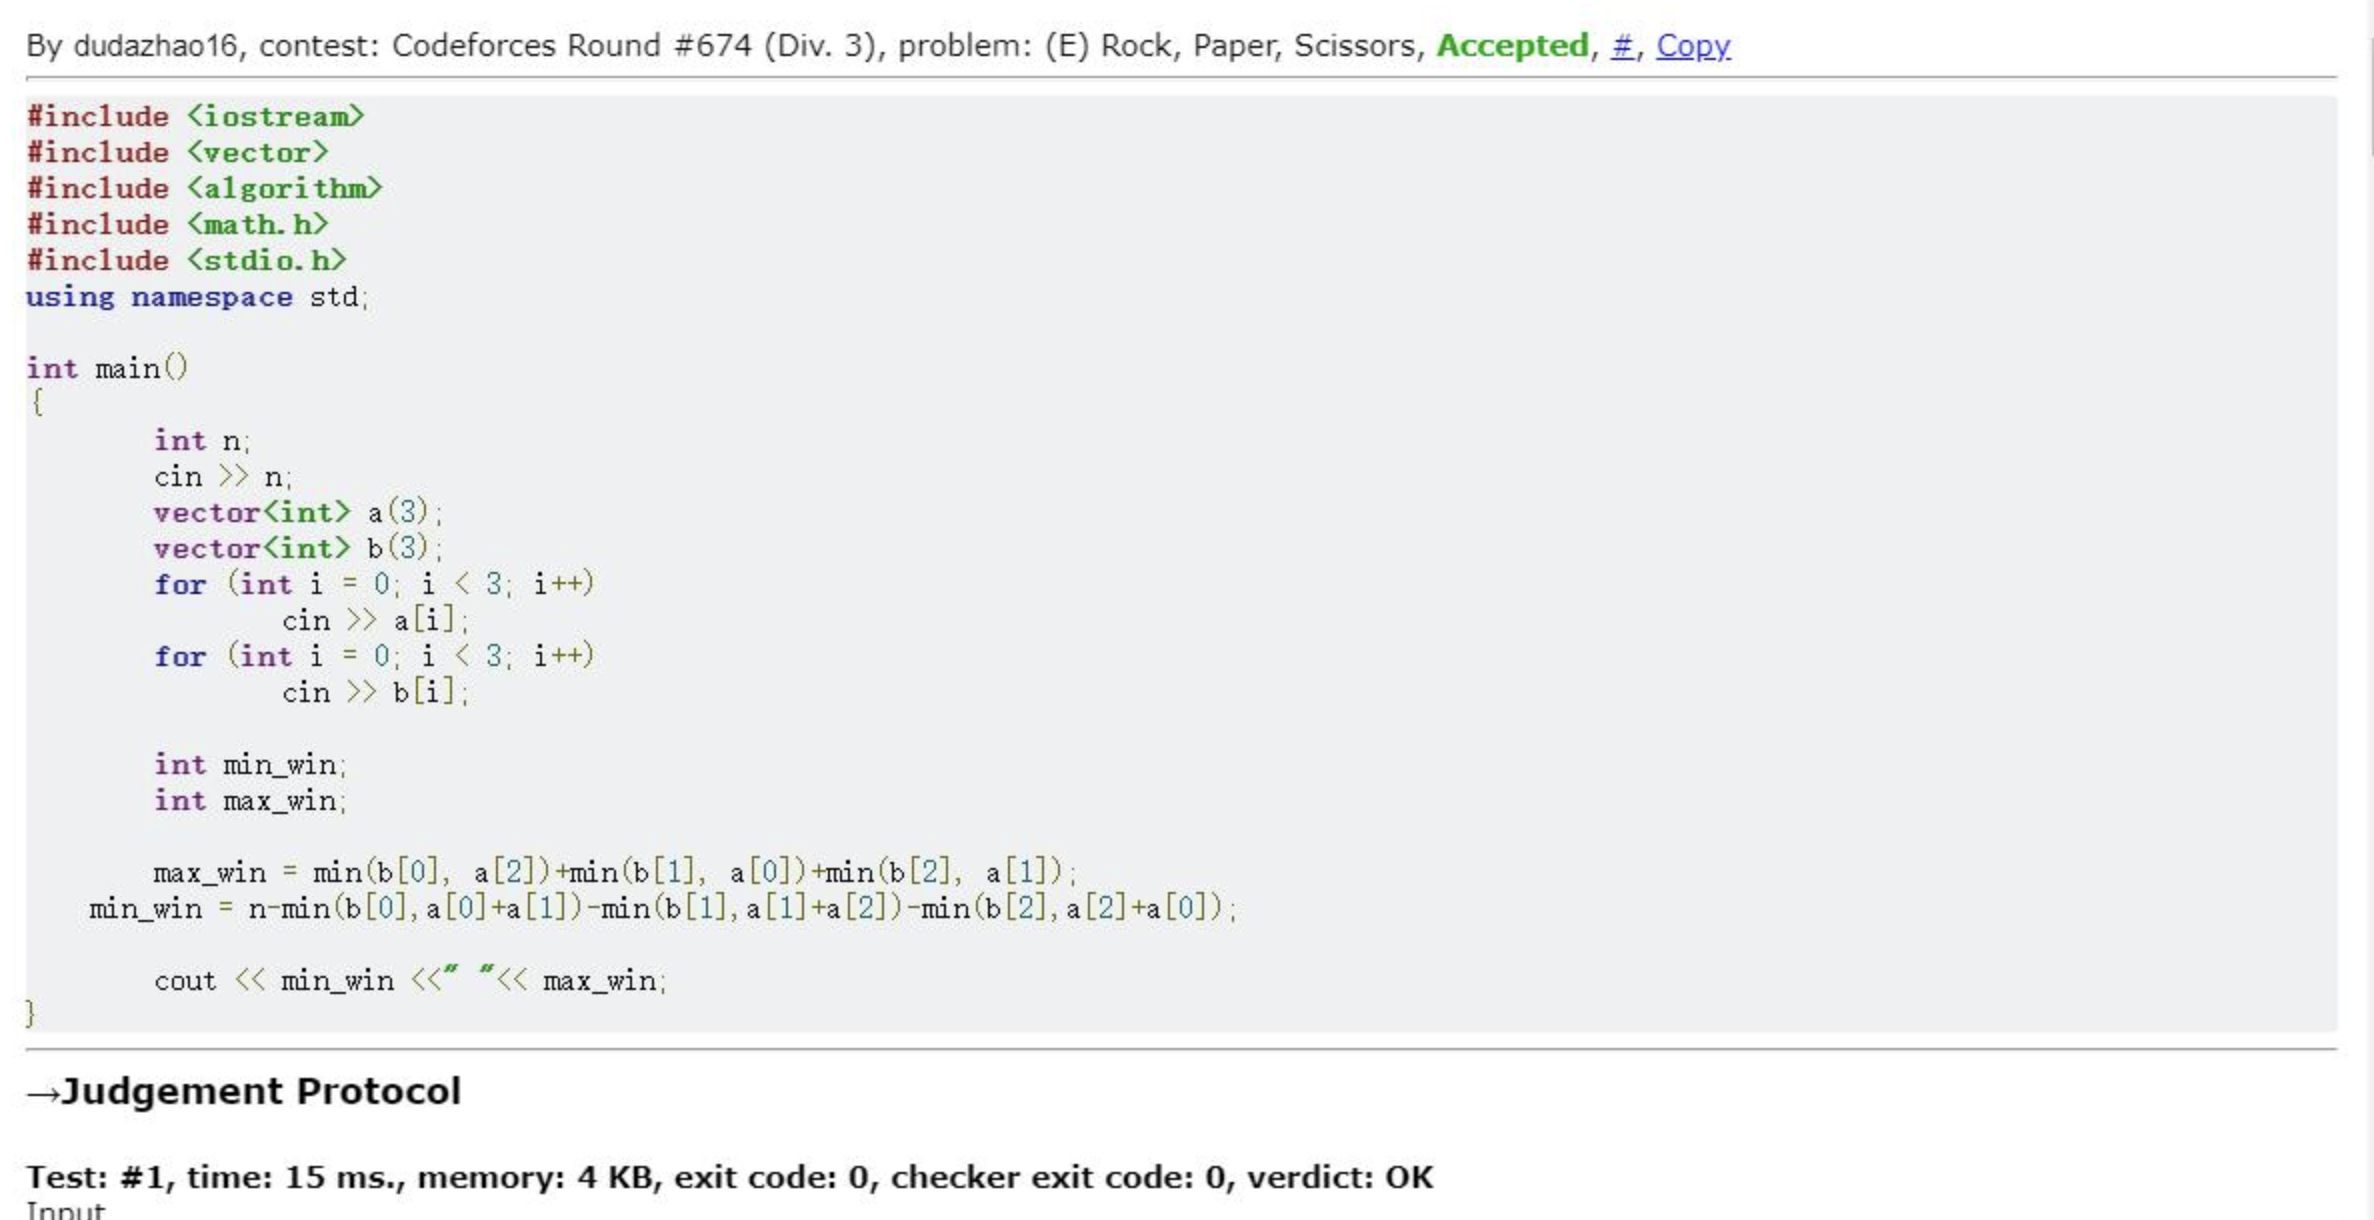 By dudazhao16, contest: Codeforces Round #674 (Div. 3), problem: (E) Rock, Paper, Scissors, Accepted, #, Copy
#include <iostream>
#include <vector>
#include <algorithm>
#include <math.h>
#include <stdio.h>
using namespace std;
int main()
{
int n;
cin >> n;
vector<int> a(3);
vector<int> b(3);
for (int i = 0; i < 3; i++)
cin >> a[i];
for (int i = 0; i < 3; i++)
cin >> b[i];
int min_win;
int max_win;
max_win = min(b[0], a[2])+min(b[1], a[0])+min(b[2], a[1]);
min_win = n-min(b[0],a[0]+a[1])-min(b[1],a[1]+a[2])-min(b[2],a[2]+a[0]);
cout << min_win <<" "<< max_win;
}
→Judgement Protocol
Test: #1, time: 15 ms., memory: 4 KB, exit code: 0, checker exit code: 0, verdict: OK
Input